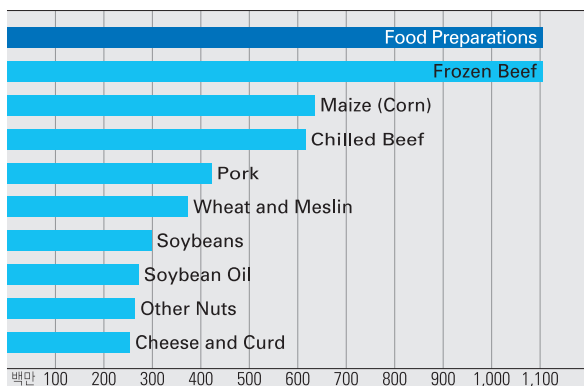 Food Preparations
Frozen Beef
Maize (Corn)
Chilled Beef
Pork
Wheat and Meslin
Soybeans
Soybean Oil
Other Nuts
Cheese and Curd
백만 100 200 300 400 500 600 700 800 900 1,000 1,100